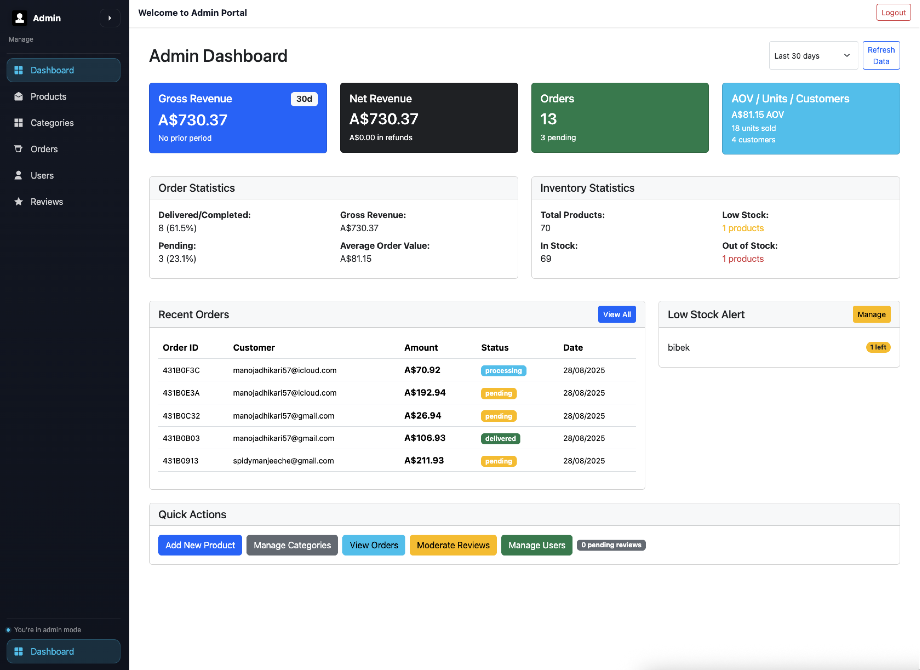 Admin
Manage
Dashboard
Products
Categories
Orders
Users
Reviews
You're in admin mode
Dashboard
Welcome to Admin Portal
Logout
Admin Dashboard
Last 30 days
Refresh
Data
Gross Revenue 30d
A$730.37
No prior period
Net Revenue
A$730.37
A$0.00 in refunds
Orders
13
3 pending
AOV / Units / Customers
A$81.15 AOV
18 units sold
4 customers
Order Statistics
Delivered/Completed: Gross Revenue:
8 (61.5%) A$730.37
Pending: Average Order Value:
3 (23.1%) A$81.15
Inventory Statistics
Total Products: Low Stock:
70 1 products
In Stock: Out of Stock:
69 1 products
Recent Orders View All
Order ID Customer Amount Status Date
431B0F3C manojadhikari57@icloud.com A$70.92 processing 28/08/2025
431B0E3A manojadhikari57@icloud.com A$192.94 pending 28/08/2025
431B0C32 manojadhikari57@gmail.com A$26.94 pending 28/08/2025
431B0B03 manojadhikari57@gmail.com A$106.93 delivered 28/08/2025
431B0913 spidymanjeeche@gmail.com A$211.93 pending 28/08/2025
Low Stock Alert Manage
bibek 1 left
Quick Actions
Add New Product Manage Categories View Orders Moderate Reviews Manage Users 0 pending reviews